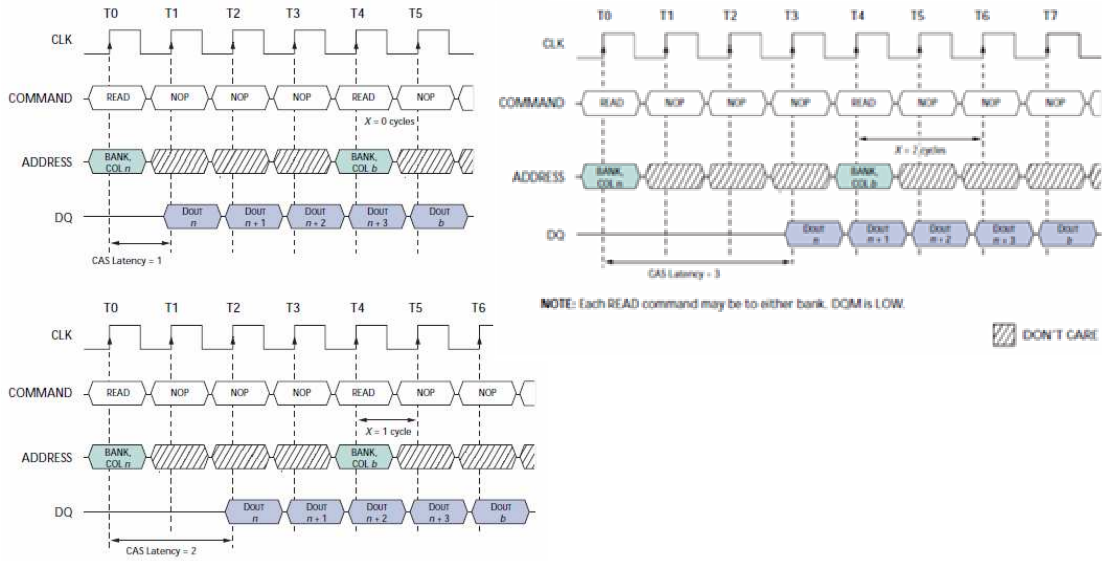 T0 T1 T2 T3 T4 T5
CLK
COMMAND READ NOP NOP NOP READ NOP
X = 0 cycles
ADDRESS BANK, COL n BANK, COL b
DQ DOUT n DOUT n + 1 DOUT n + 2 DOUT n + 3 DOUT b
CAS Latency = 1
T0 T1 T2 T3 T4 T5 T6 T7
CLK
COMMAND READ NOP NOP NOP READ NOP NOP NOP
X = 2 cycles
ADDRESS BANK, COL n BANK, COL b
DQ DOUT n DOUT n + 1 DOUT n + 2 DOUT n + 3 DOUT b
CAS Latency = 3
NOTE: Each READ command may be to either bank. DQM is LOW.
DON'T CARE
T0 T1 T2 T3 T4 T5 T6
CLK
COMMAND READ NOP NOP NOP READ NOP NOP
X = 1 cycle
ADDRESS BANK, COL n BANK, COL b
DQ DOUT n DOUT n + 1 DOUT n + 2 DOUT n + 3 DOUT b
CAS Latency = 2